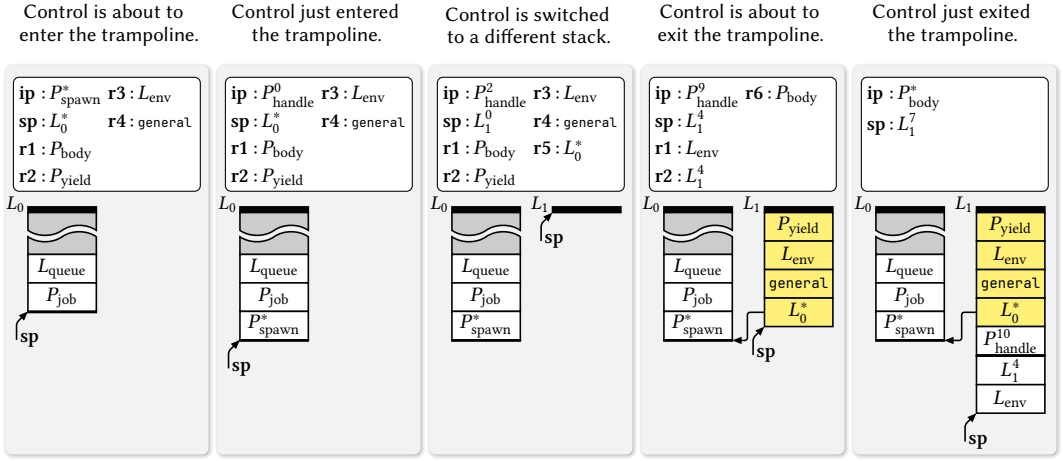 Control is about to
enter the trampoline.
ip : P*spawn r3 : Lenv
sp : L*0 r4 : general
r1 : Pbody
r2 : Pyield
L0
Lqueue
Pjob
sp
Control just entered
the trampoline.
ip : P0handle r3 : Lenv
sp : L*0 r4 : general
r1 : Pbody
r2 : Pyield
L0
Lqueue
Pjob
P*spawn
sp
Control is switched
to a different stack.
ip : P2handle r3 : Lenv
sp : L01 r4 : general
r1 : Pbody r5 : L*0
r2 : Pyield
L0 L1
sp
Lqueue
Pjob
P*spawn
Control is about to
exit the trampoline.
ip : P9handle r6 : Pbody
sp : L41
r1 : Lenv
r2 : L41
L0 L1
Pyield
Lqueue Lenv
Pjob general
P*spawn L*0
sp
Control just exited
the trampoline.
ip : P*body
sp : L71
L0 L1
Pyield
Lqueue Lenv
Pjob general
P*spawn L*0
P10handle
L41
Lenv
sp